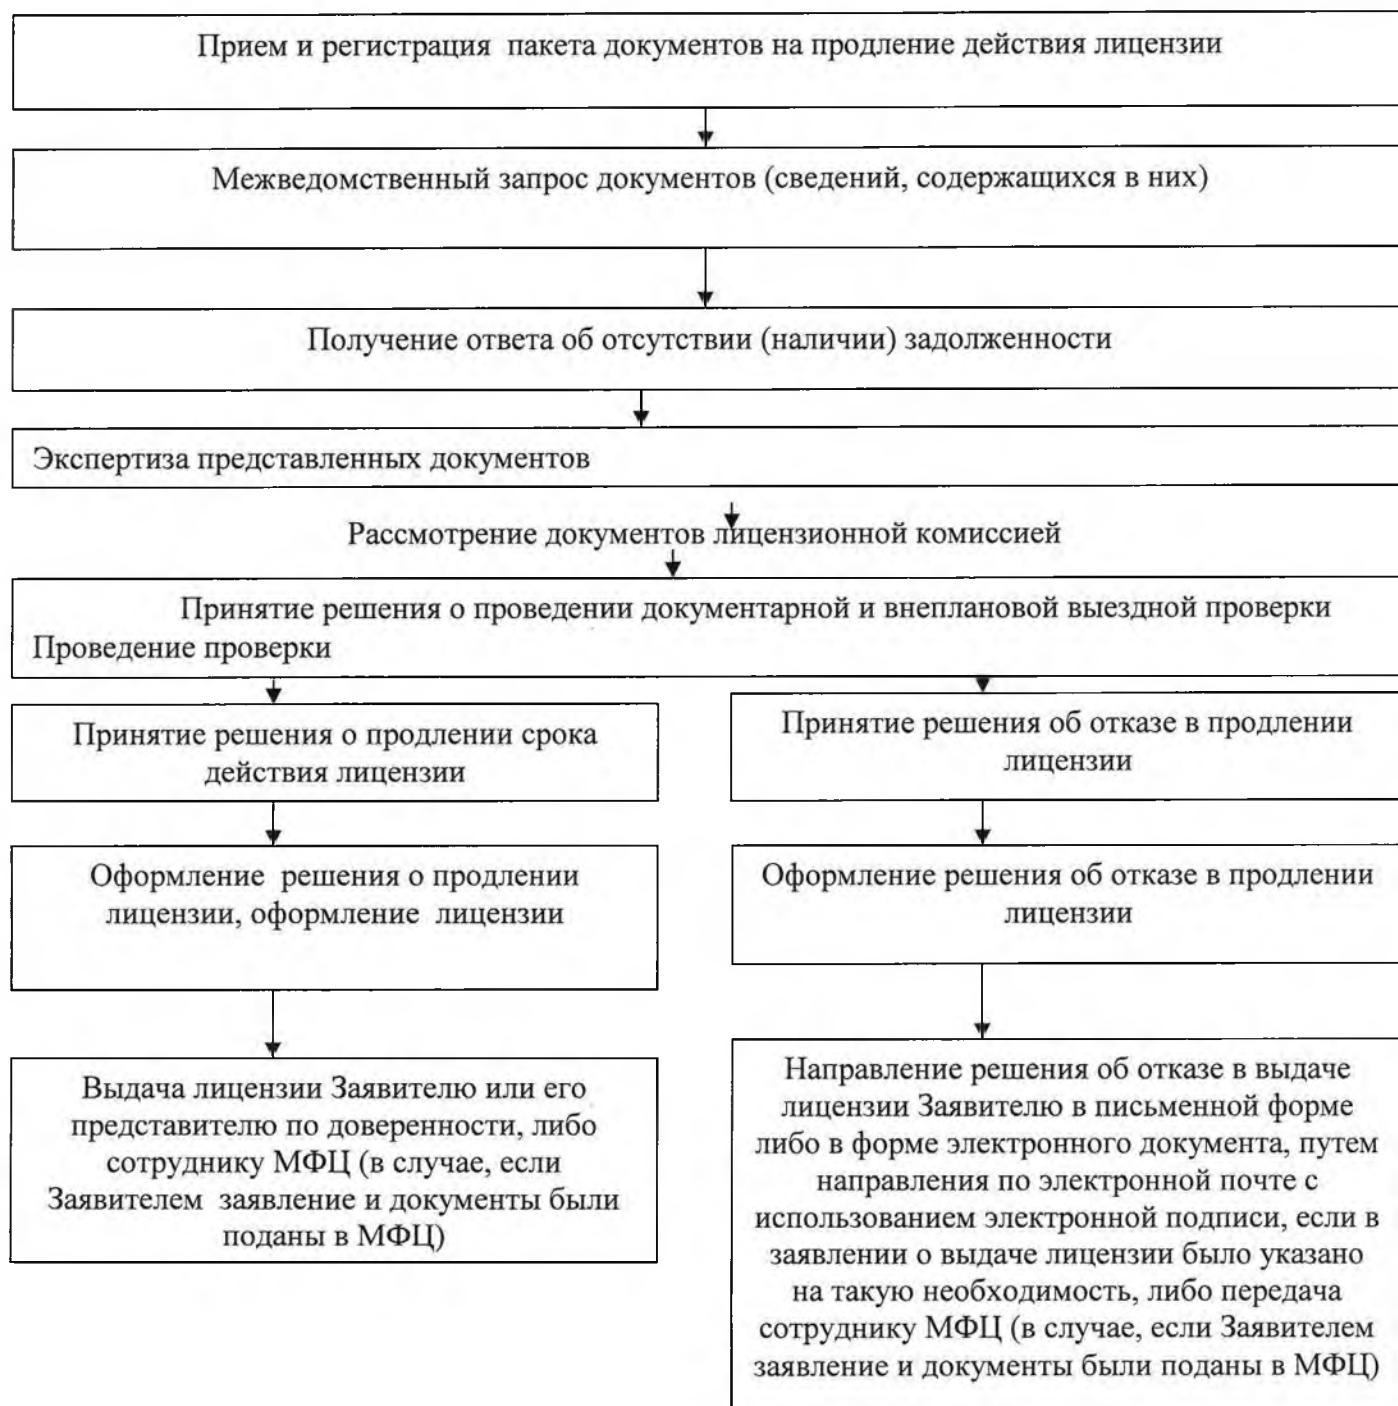 Прием и регистрация пакета документов на продление действия лицензии
Межведомственный запрос документов (сведений, содержащихся в них)
Получение ответа об отсутствии (наличии) задолженности
Экспертиза представленных документов
Рассмотрение документов лицензионной комиссией
Принятие решения о проведении документарной и внеплановой выездной проверки
Проведение проверки
Принятие решения о продлении срока
действия лицензии
Принятие решения об отказе в продлении
лицензии
Оформление решения о продлении
лицензии, оформление лицензии
Оформление решения об отказе в продлении
лицензии
Выдача лицензии Заявителю или его
представителю по доверенности, либо
сотруднику МФЦ (в случае, если
Заявителем заявление и документы были
поданы в МФЦ)
Направление решения об отказе в выдаче
лицензии Заявителю в письменной форме
либо в форме электронного документа, путем
направления по электронной почте с
использованием электронной подписи, если в
заявлении о выдаче лицензии было указано
на такую необходимость, либо передача
сотруднику МФЦ (в случае, если Заявителем
заявление и документы были поданы в МФЦ)